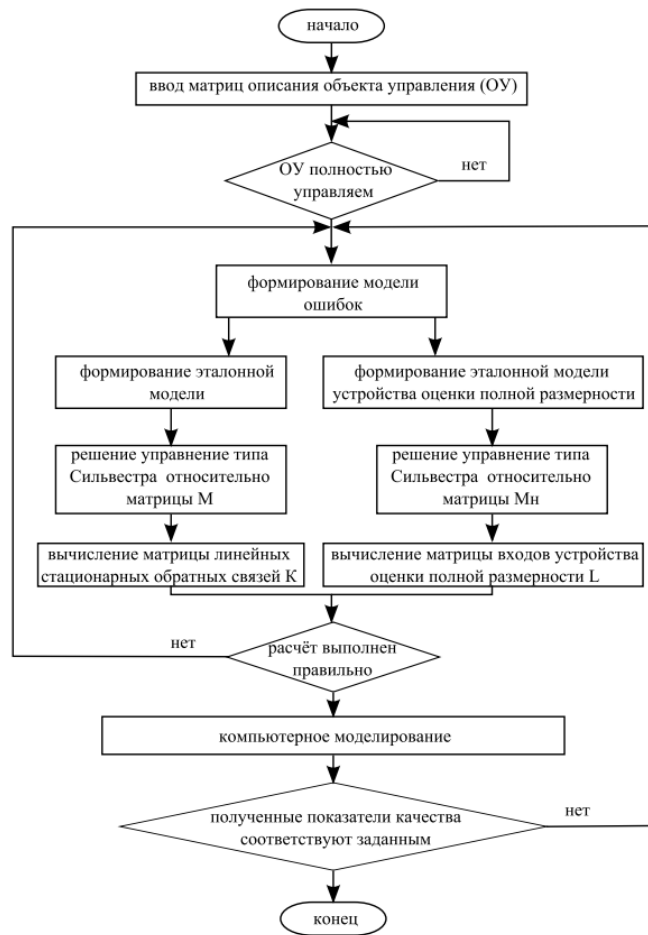 начало
ввод матриц описания объекта управления (ОУ)
нет
ОУ полностью
управляем
формирование модели
ошибок
формирование эталонной
модели
формирование эталонной модели
устройства оценки полной размерности
решение управнение типа
Сильвестра относительно
матрицы М
решение управнение типа
Сильвестра относительно
матрицы Мн
вычисление матрицы линейных
стационарных обратных связей К
вычисление матрицы входов устройства
оценки полной размерности L
нет
расчёт выполнен
правильно
компьютерное моделирование
полученные показатели качества
соответствуют заданным
нет
конец